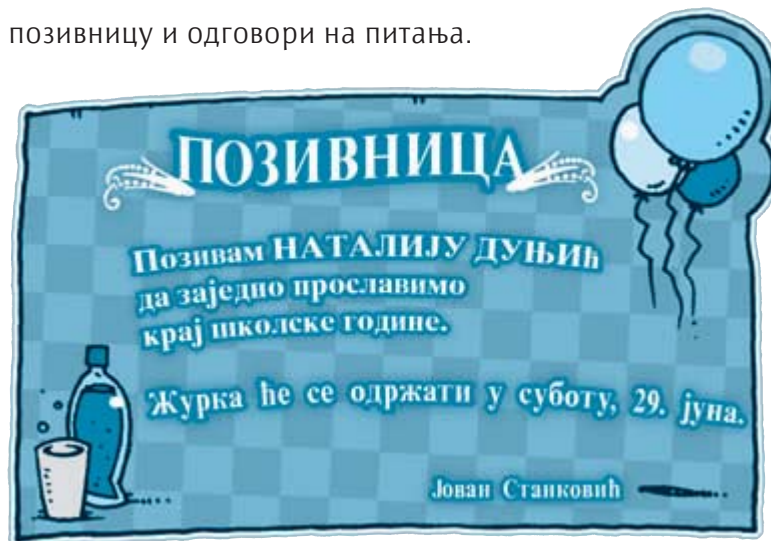 позивницу и одговори на питања.
ПОЗИВНИЦА
Позивам НАТАЛИЈУ ДУЊИЋ
да заједно прославимо
крај школске године.
Журка ће се одржати у суботу, 29. јуна.
Јован Станковић